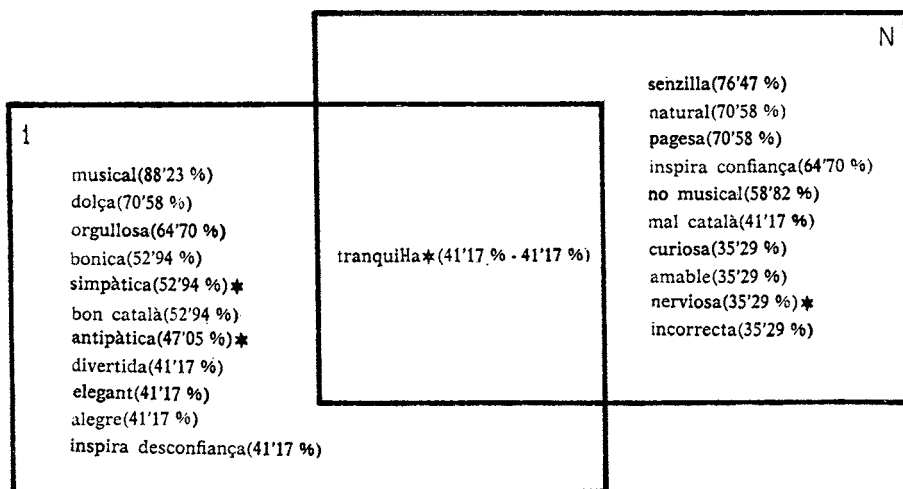 N
senzilla(76'47 %)
natural(70'58 %)
pagesa(70'58 %)
inspira confiança(64'70 %)
no musical(58'82 %)
mal català(41'17 %)
curiosa(35'29 %)
amable(35'29 %)
nerviosa(35'29 %)✱
incorrecta(35'29 %)
i
musical(88'23 %)
dolça(70'58 %)
orgullosa(64'70 %)
bonica(52'94 %)
simpàtica(52'94 %)✱
bon català(52'94 %)
antipàtica(47'05 %)✱
divertida(41'17 %)
elegant(41'17 %)
alegre(41'17 %)
inspira desconfiança(41'17 %)
tranquiŀla✱(41'17 % - 41'17 %)